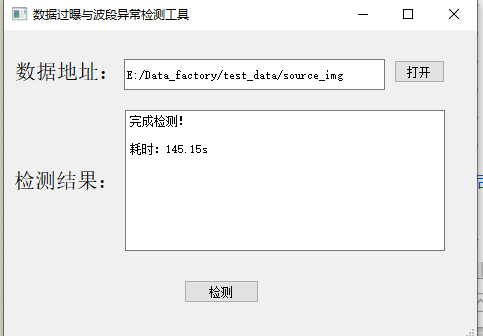 数据过曝与波段异常检测工具
数据地址： E:/Data_factory/test_data/source_img 打开
完成检测！
耗时：145.15s
检测结果：
检测